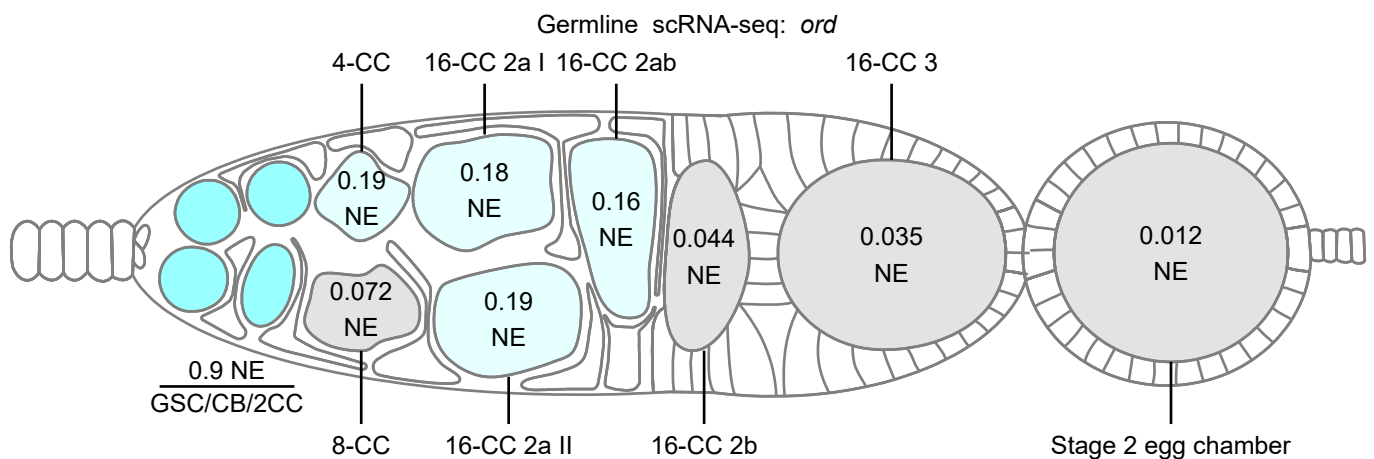 Germline scRNA-seq: ord
4-CC 16-CC 2a I 16-CC 2ab 16-CC 3
0.19
NE
0.18
NE
0.16
NE
0.044
NE
0.035
NE
0.012
NE
0.072
NE
0.19
NE
0.9 NE
GSC/CB/2CC
8-CC 16-CC 2a II 16-CC 2b Stage 2 egg chamber